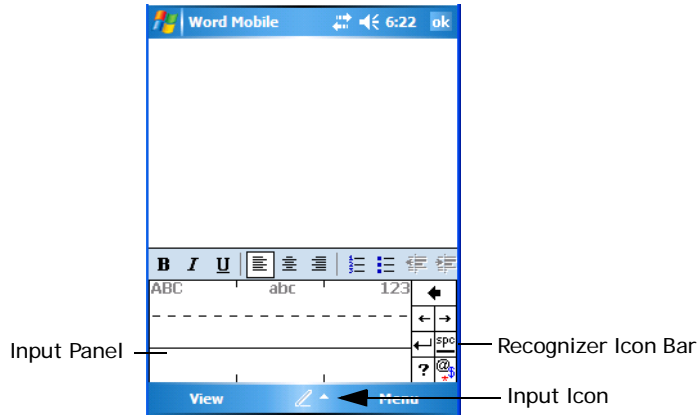 Word Mobile 6:22 ok
B I U
ABC abc 123
spc
Input Panel
Recognizer Icon Bar
? @$*
View Menu
Input Icon